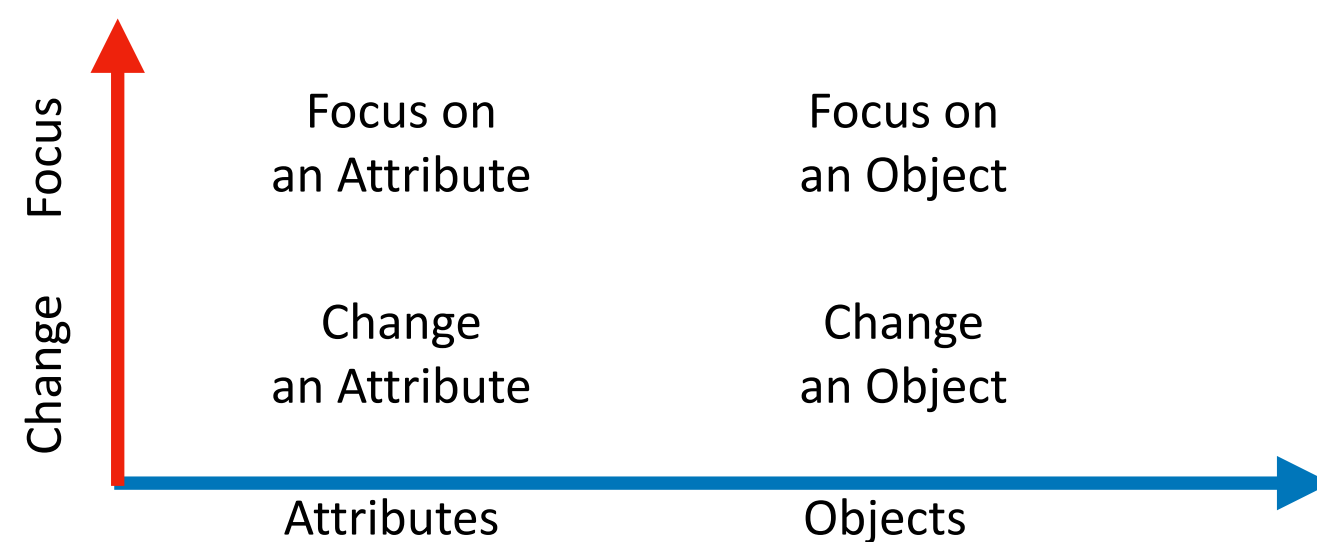 Focus
Focus on
an Attribute
Focus on
an Object
Change
Change
an Attribute
Change
an Object
Attributes
Objects